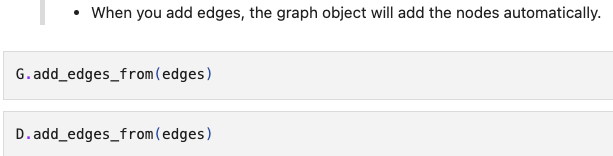 • When you add edges, the graph object will add the nodes automatically.
G.add_edges_from(edges)
D.add_edges_from(edges)